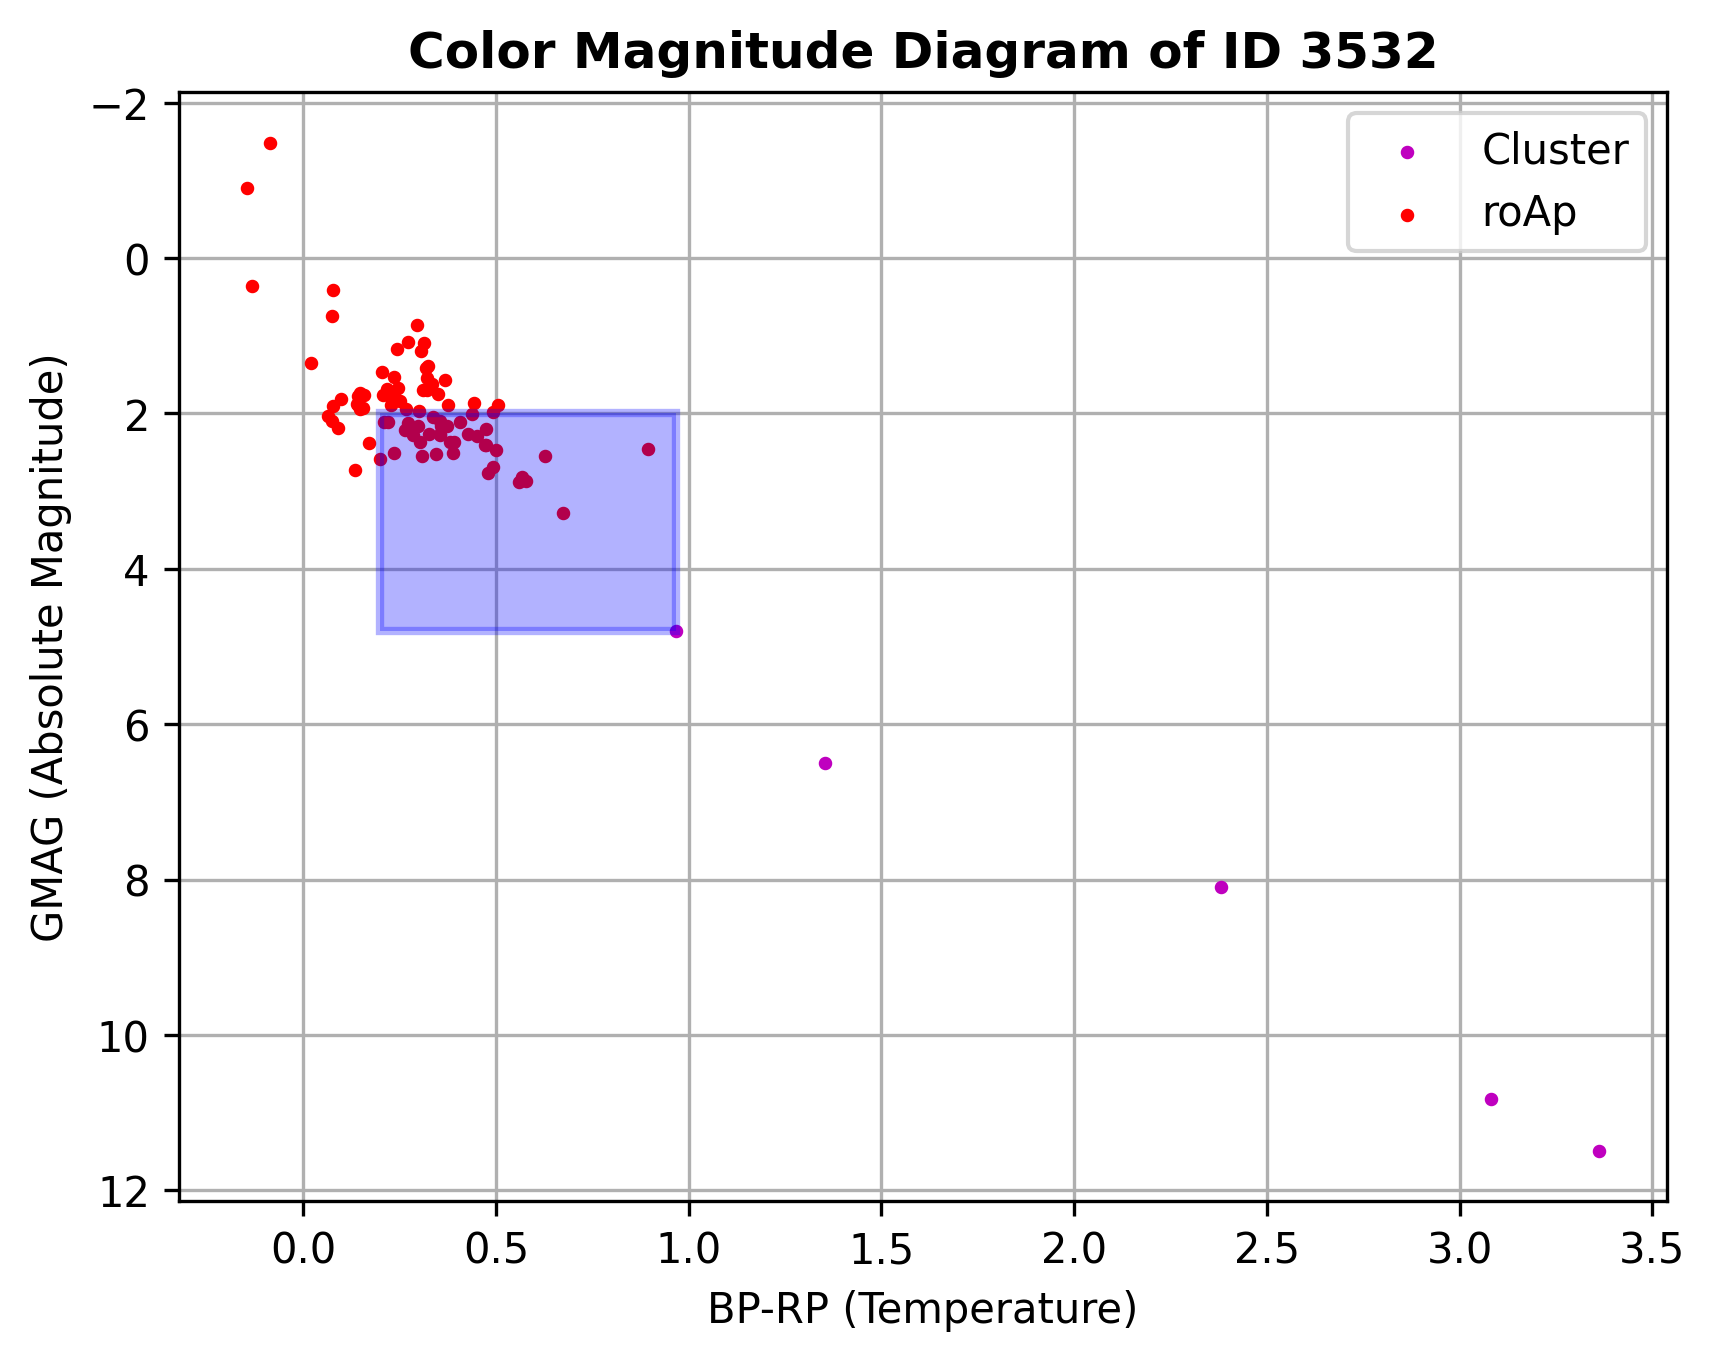 Color Magnitude Diagram of ID 3532
Cluster
roAp
GMAG (Absolute Magnitude)
−2
0
2
4
6
8
10
12
0.0 0.5 1.0 1.5 2.0 2.5 3.0 3.5
BP-RP (Temperature)